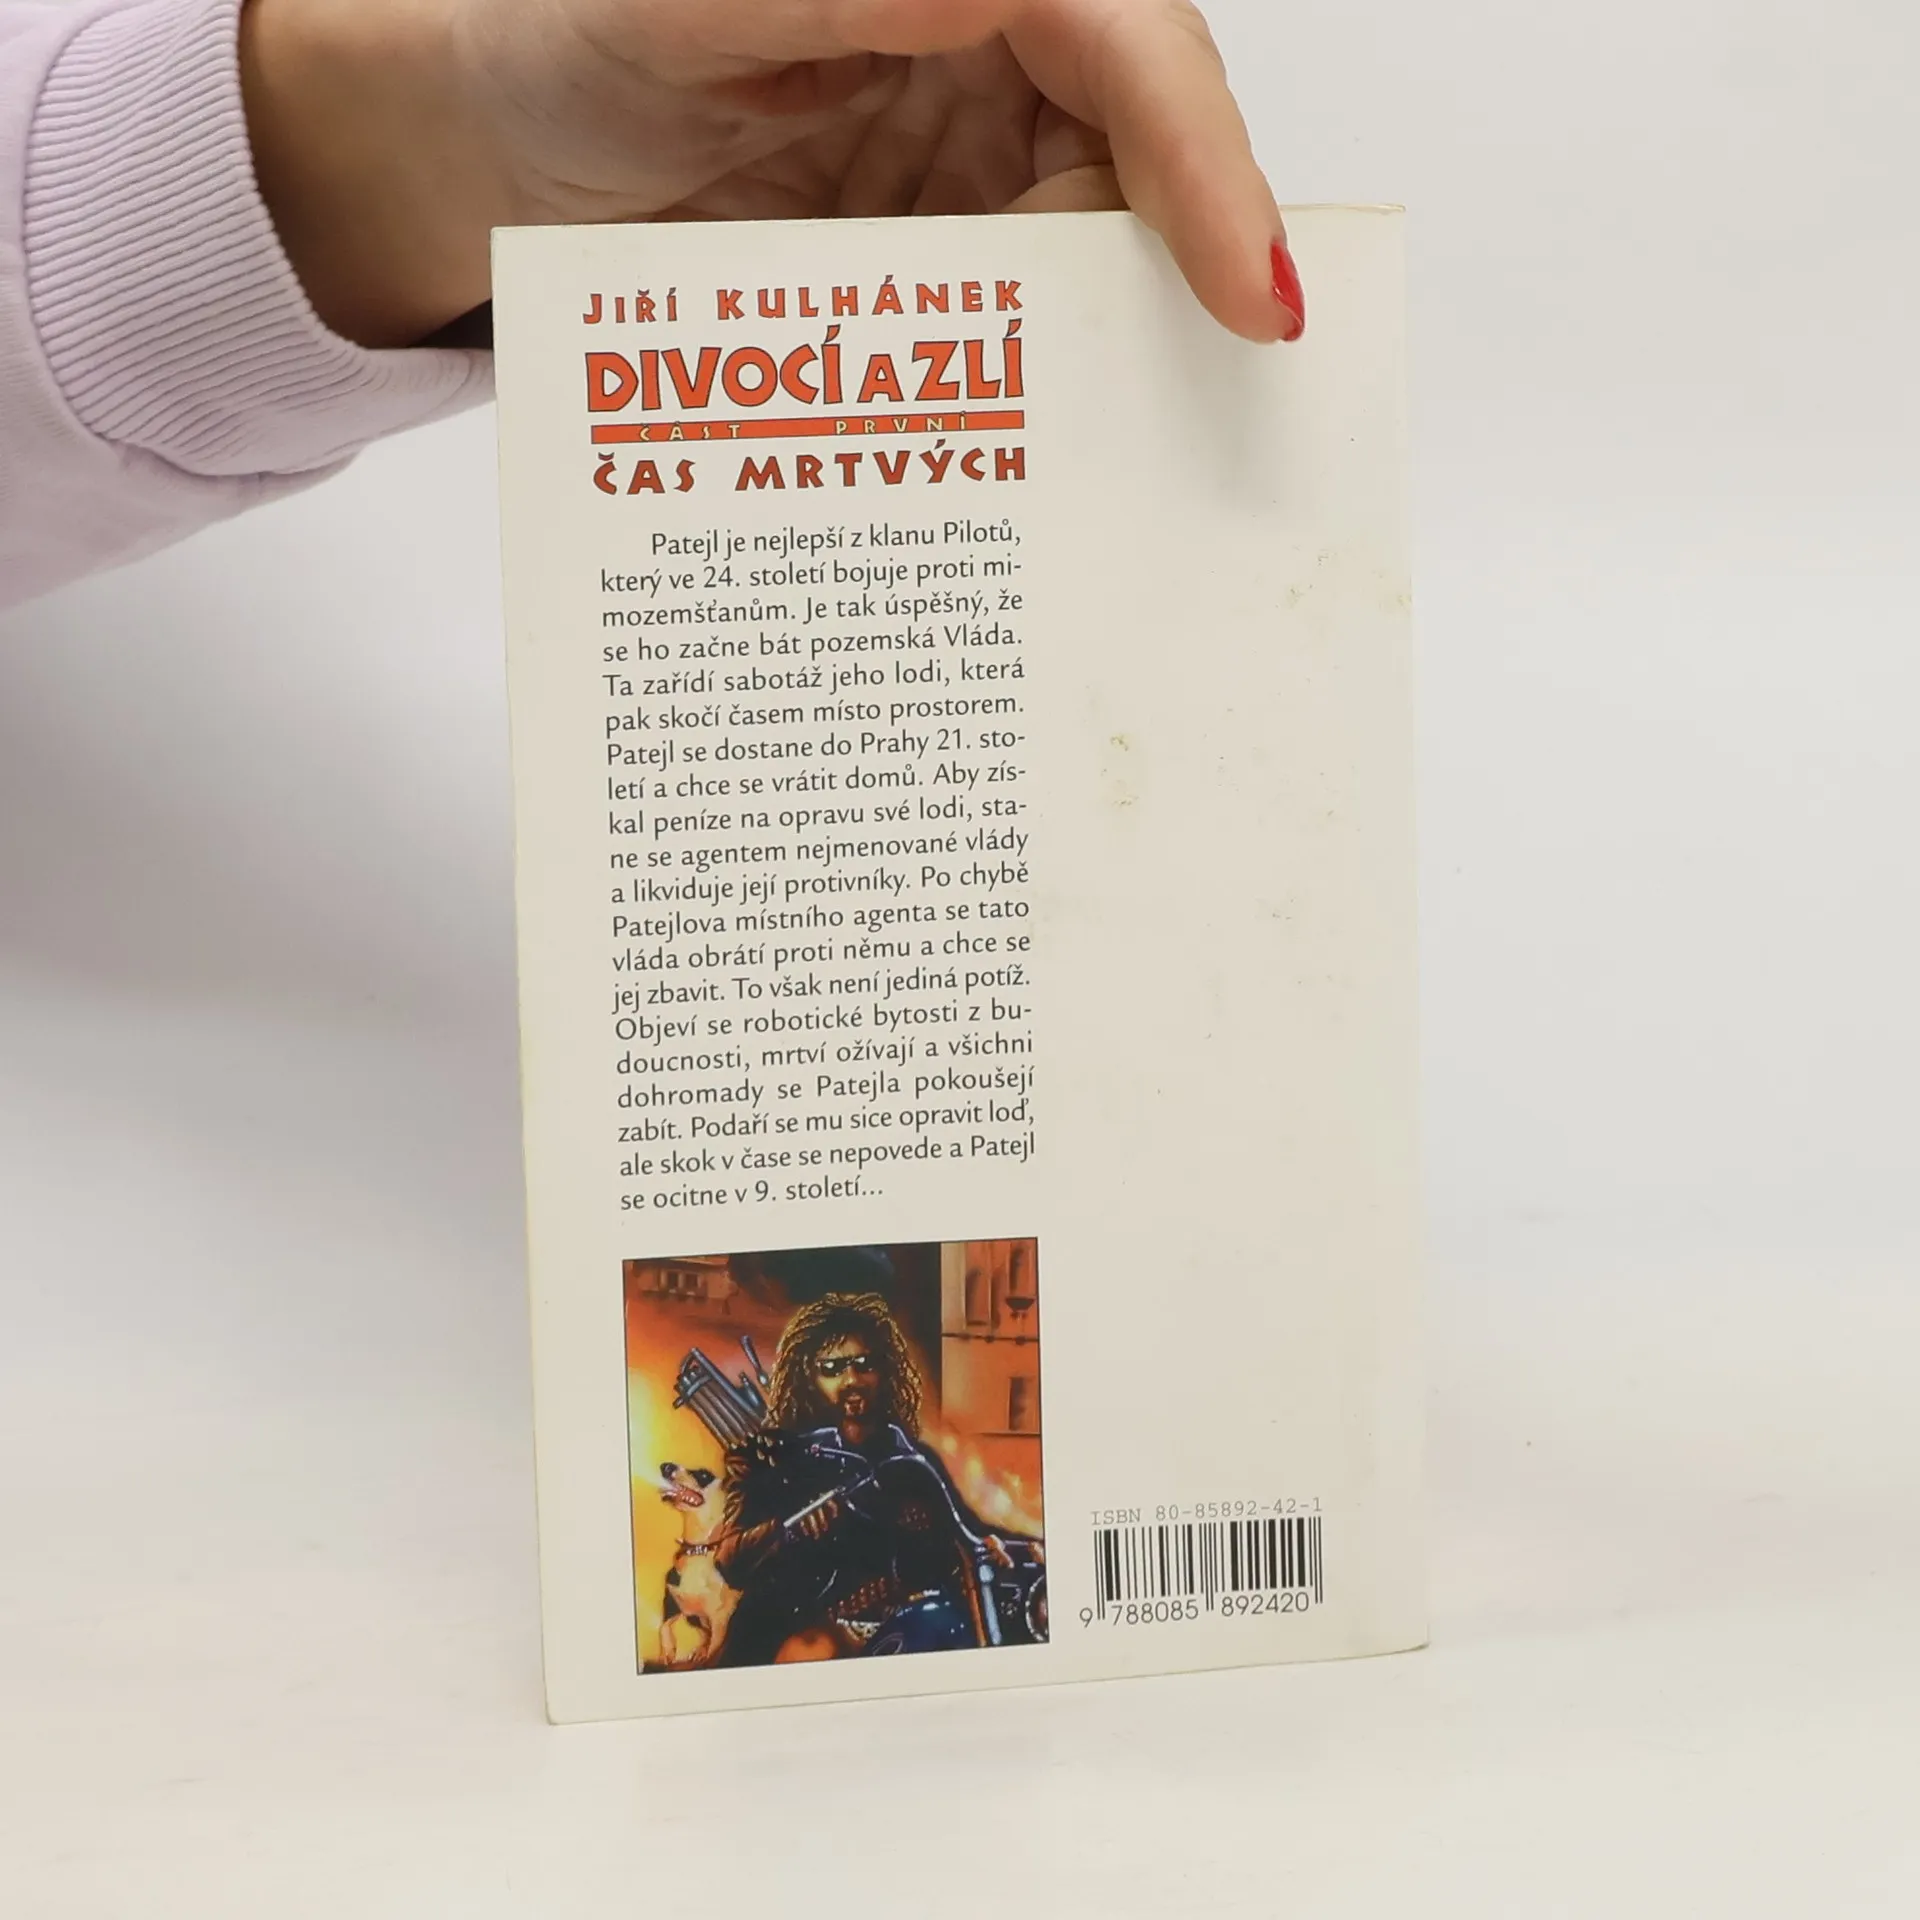 JIŘÍ KULHÁNEK
DIVOCÍ A ZLÍ
ČÁST PRVNÍ
ČAS MRTVÝCH
Patejl je nejlepší z klanu Pilotů,
který ve 24. století bojuje proti mi-
mozemšťanům. Je tak úspěšný, že
se ho začne bát pozemská Vláda.
Ta zařídí sabotáž jeho lodi, která
pak skočí časem místo prostorem.
Patejl se dostane do Prahy 21. sto-
letí a chce se vrátit domů. Aby zís-
kal peníze na opravu své lodi, sta-
ne se agentem nejmenované vlády
a likviduje její protivníky. Po chybě
Patejlova místního agenta se tato
vláda obrátí proti němu a chce se
jej zbavit. To však není jediná potíž.
Objeví se robotické bytosti z bu-
doucnosti, mrtví ožívají a všichni
dohromady se Patejla pokoušejí
zabít. Podaří se mu sice opravit loď,
ale skok v čase se nepovede a Patejl
se ocitne v 9. století...
ISBN 80-85892-42-1
9 788085 892420